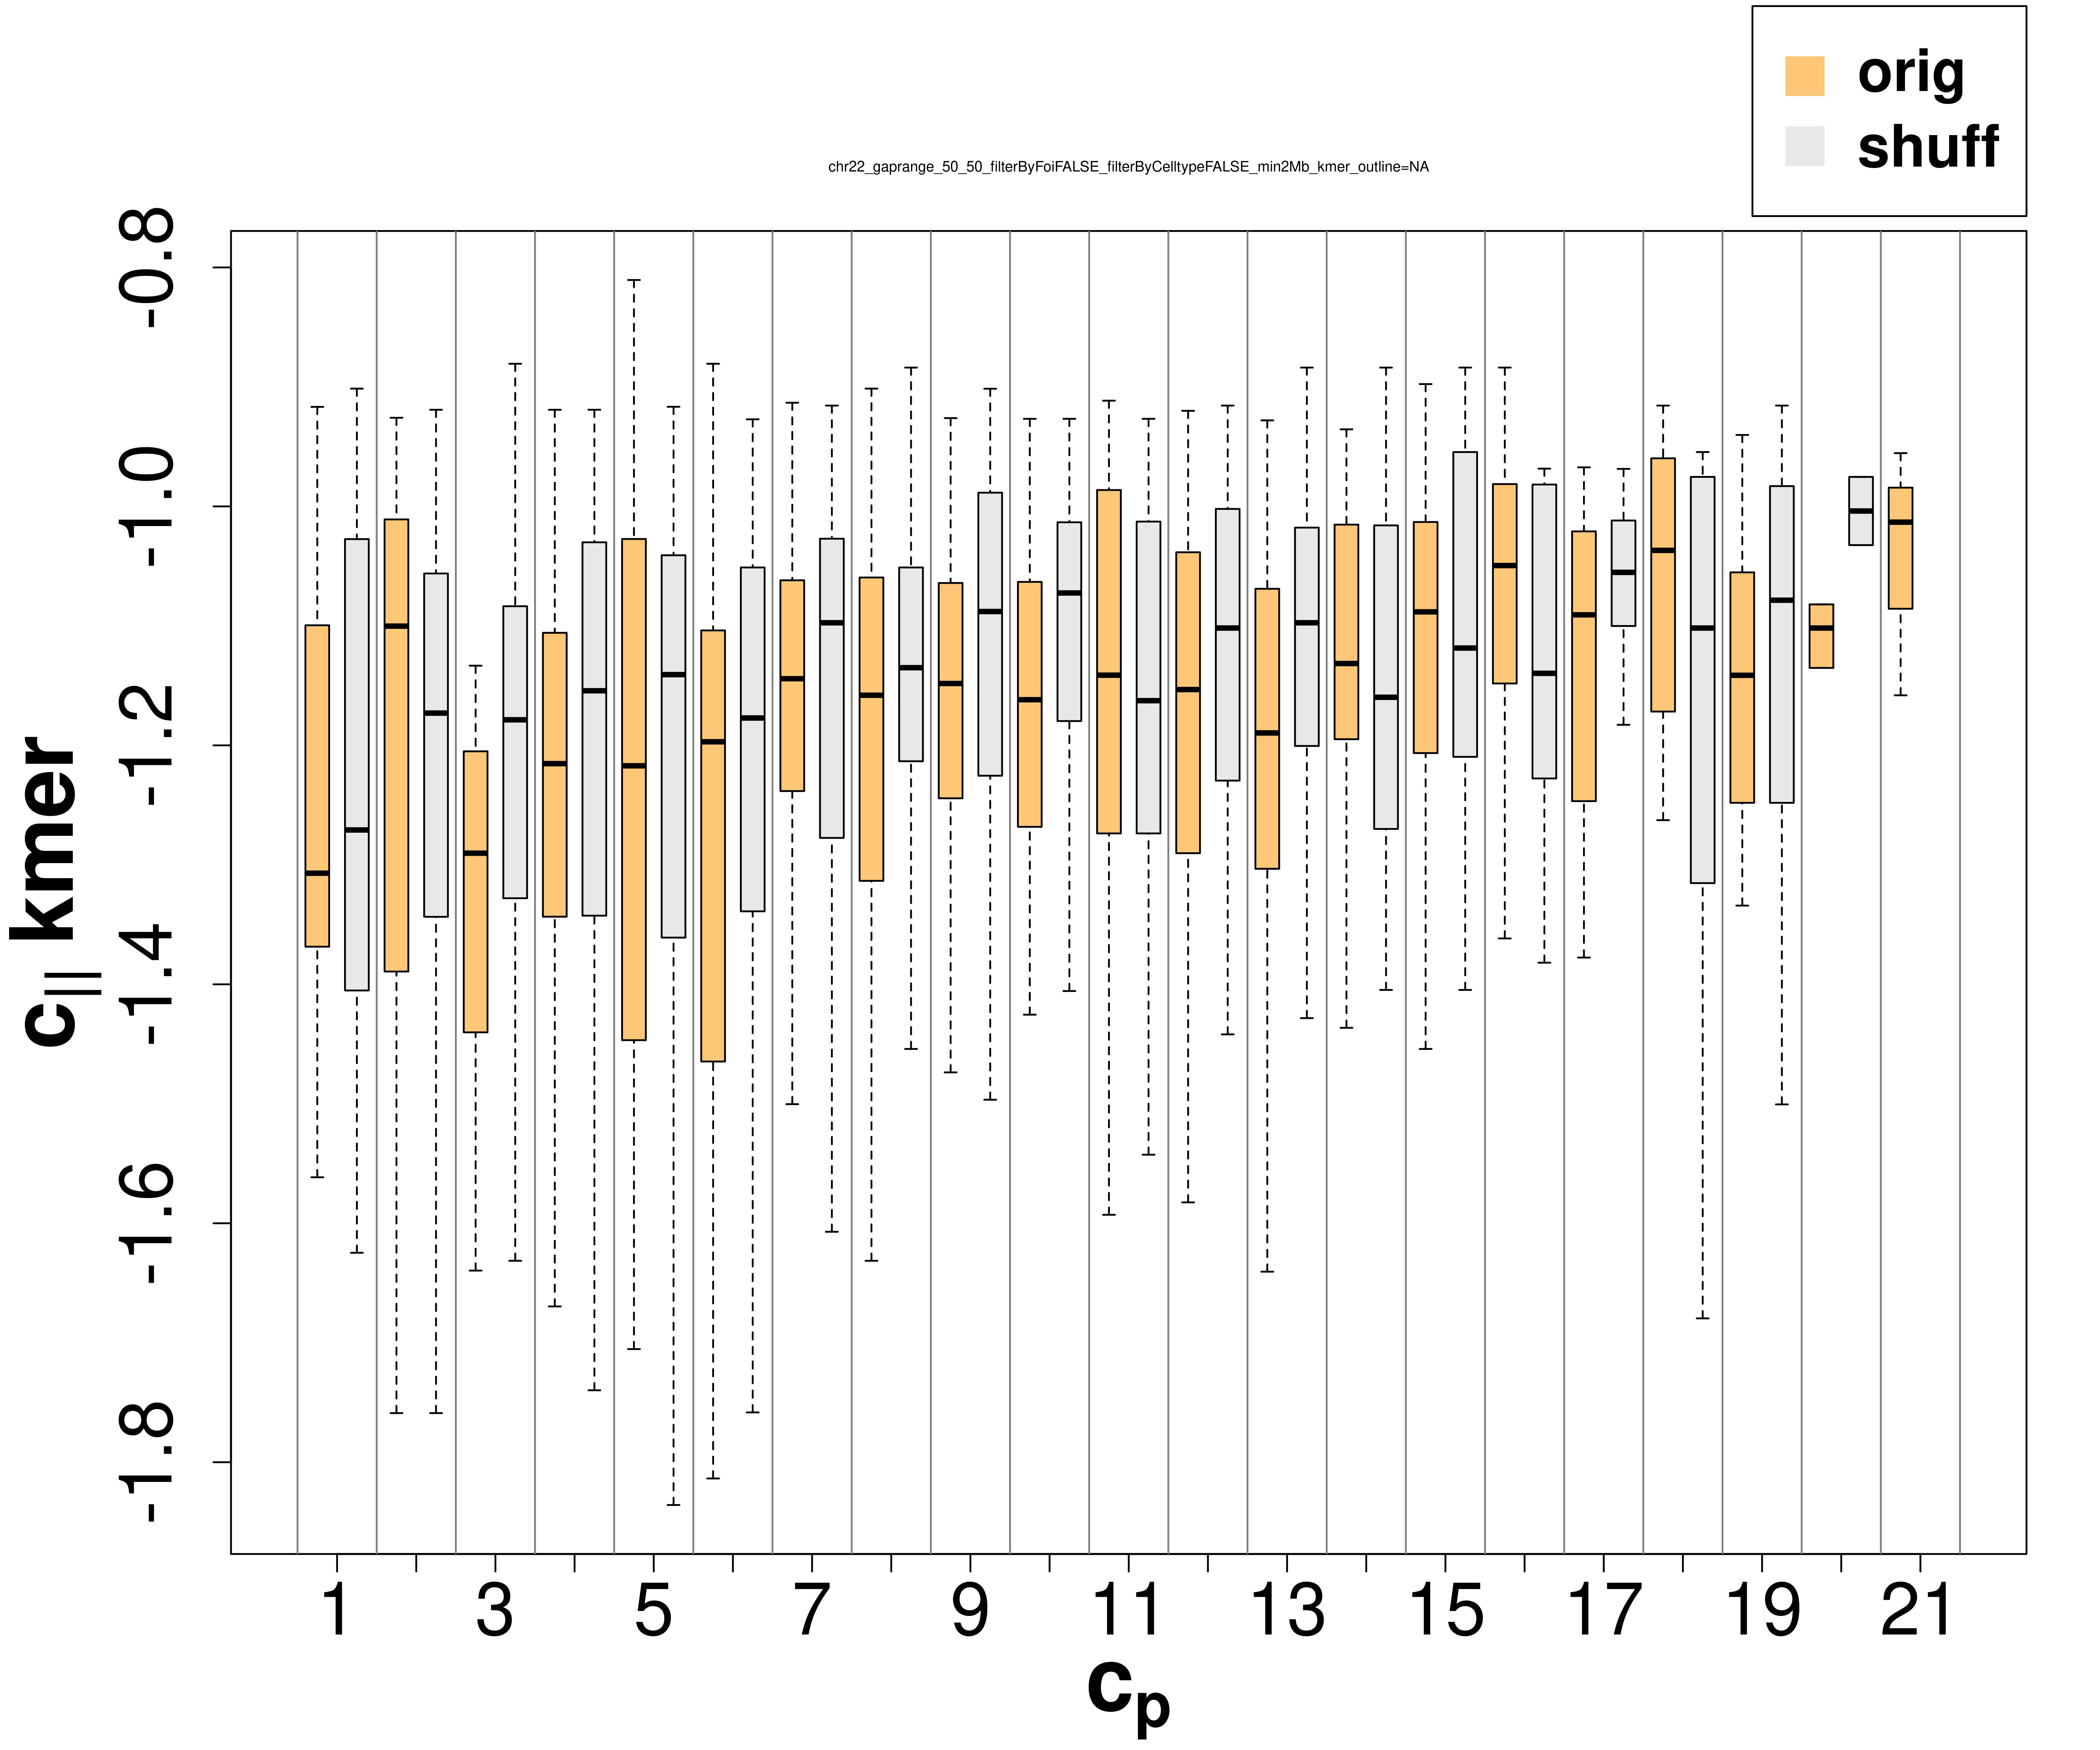 orig
shuff
chr22_gaprange_50_50_filterByFoiFALSE_filterByCelltypeFALSE_min2Mb_kmer_outline=NA
-0.8
-1.0
-1.2
-1.4
-1.6
-1.8
c|| kmer
1 3 5 7 9 11 13 15 17 19 21
cp